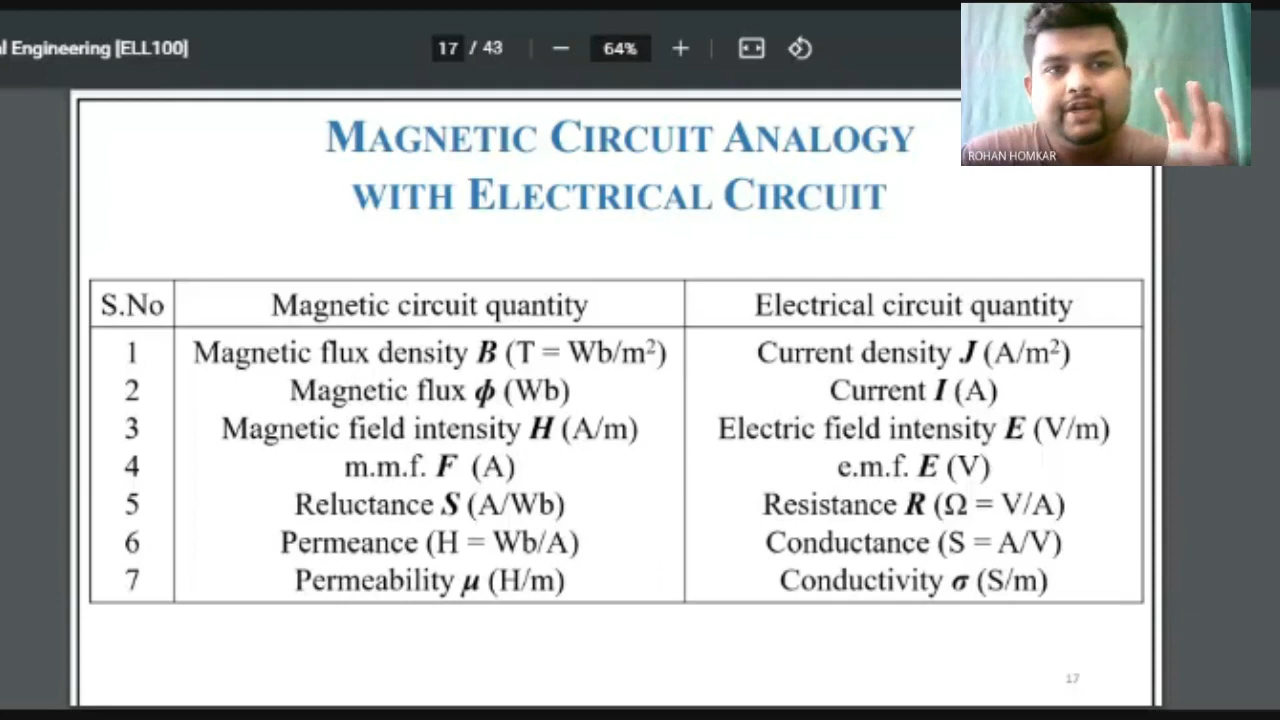 al Engineering [ELL100]
17 / 43
64%
ROHAN HOMKAR
MAGNETIC CIRCUIT ANALOGY
WITH ELECTRICAL CIRCUIT
S.No Magnetic circuit quantity Electrical circuit quantity
1 Magnetic flux density B (T = Wb/m²) Current density J (A/m²)
2 Magnetic flux ϕ (Wb) Current I (A)
3 Magnetic field intensity H (A/m) Electric field intensity E (V/m)
4 m.m.f. F (A) e.m.f. E (V)
5 Reluctance S (A/Wb) Resistance R (Ω = V/A)
6 Permeance (H = Wb/A) Conductance (S = A/V)
7 Permeability μ (H/m) Conductivity σ (S/m)
17